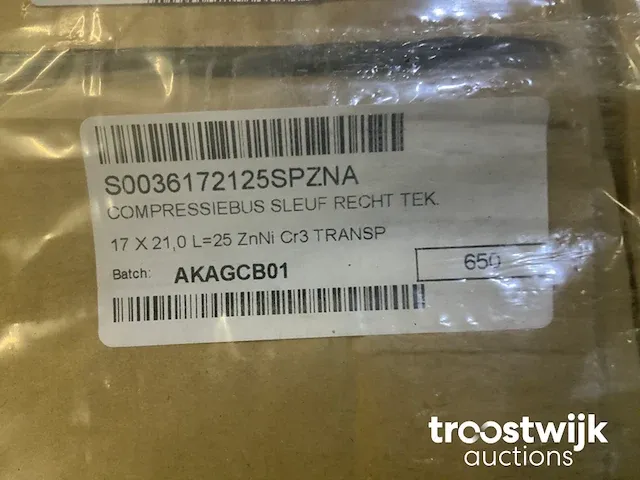 S0036172125SPZNA
COMPRESSIEBUS SLEUF RECHT TEK.
17 X 21,0 L=25 ZnNi Cr3 TRANSP
Batch: AKAGCB01 650
troostwijk
auctions